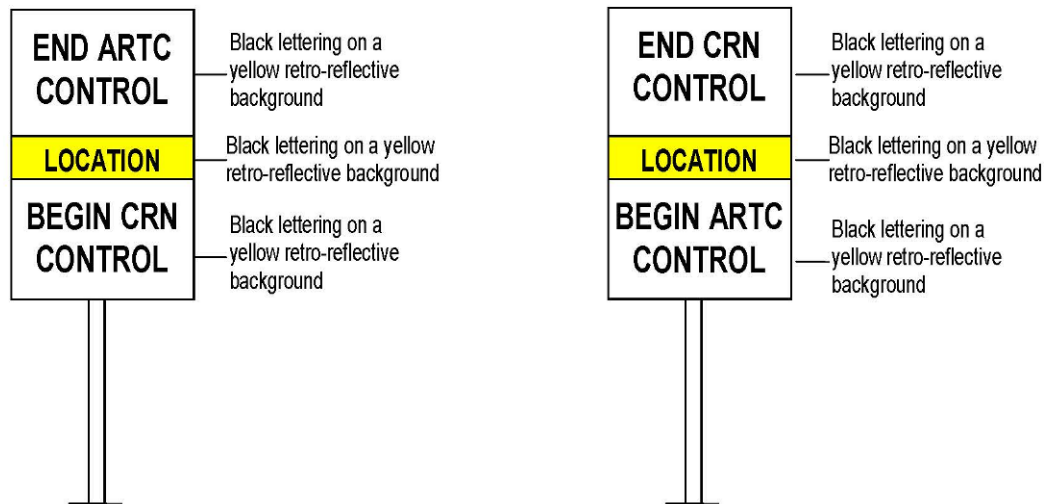 END ARTC
CONTROL
Black lettering on a
yellow retro-reflective
background
LOCATION
Black lettering on a yellow
retro-reflective background
BEGIN CRN
CONTROL
Black lettering on a
yellow retro-reflective
background
END CRN
CONTROL
Black lettering on a
yellow retro-reflective
background
LOCATION
Black lettering on a yellow
retro-reflective background
BEGIN ARTC
CONTROL
Black lettering on a
yellow retro-reflective
background